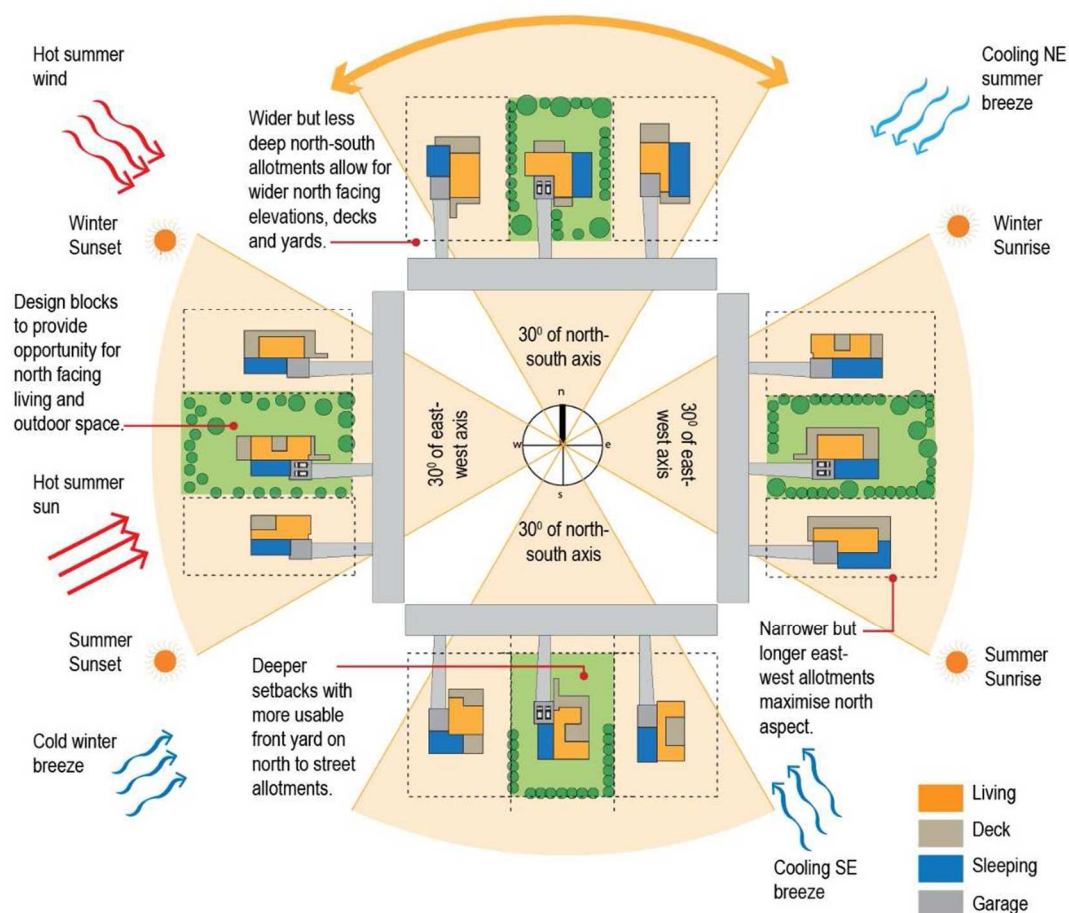 Hot summer
wind
Cooling NE
summer
breeze
Wider but less
deep north-south
allotments allow for
wider north facing
elevations, decks
and yards.
Winter
Sunset
Winter
Sunrise
Design blocks
to provide
opportunity for
north facing
living and
outdoor space.
30⁰ of north-
south axis
30⁰ of east-
west axis
n
w
e
s
30⁰ of east-
west axis
Hot summer
sun
30⁰ of north-
south axis
Summer
Sunset
Deeper
setbacks with
more usable
front yard on
north to street
allotments.
Narrower but
longer east-
west allotments
maximise north
aspect.
Summer
Sunrise
Cold winter
breeze
Cooling SE
breeze
Living
Deck
Sleeping
Garage